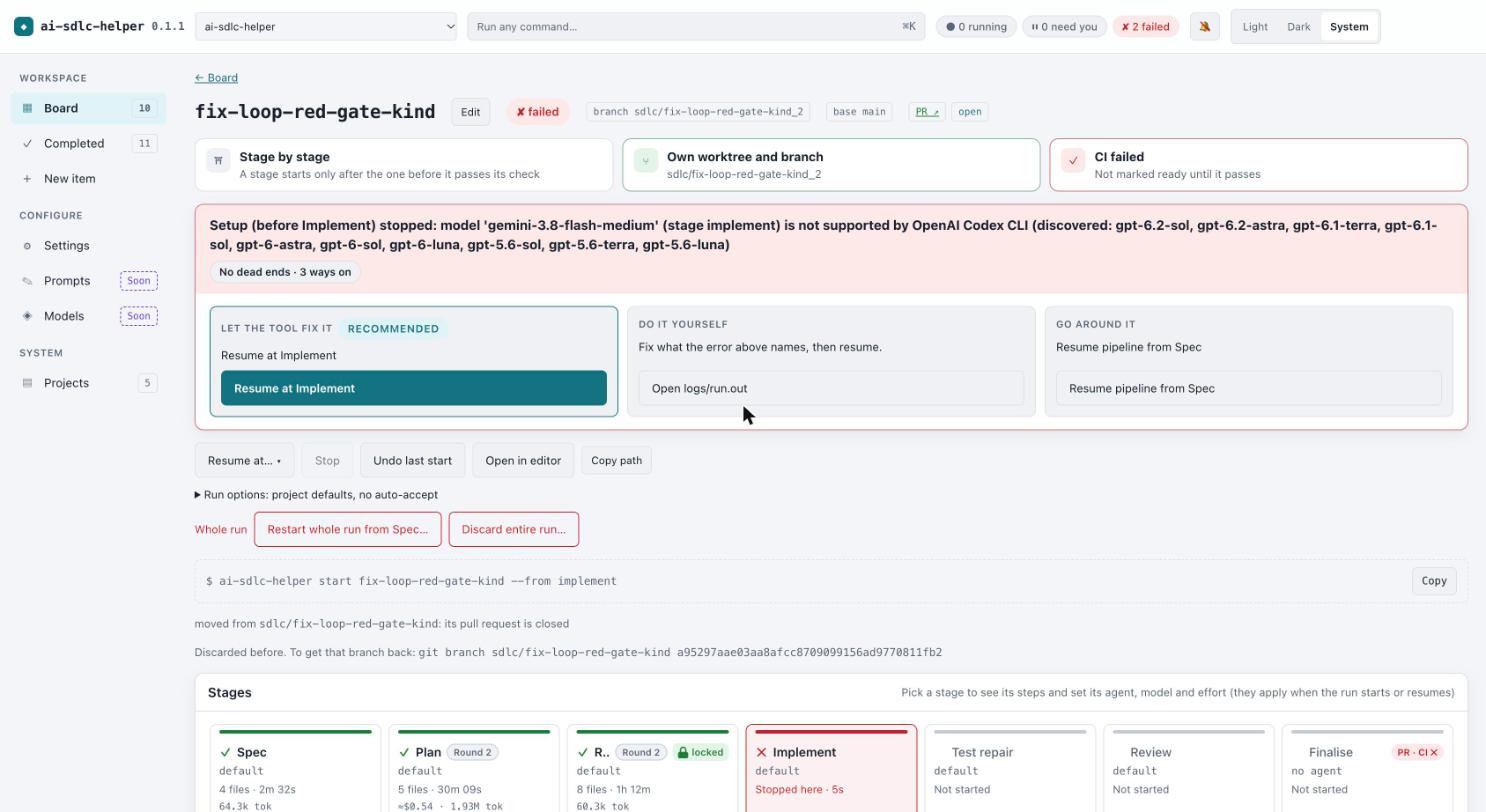 ai-sdlc-helper 0.1.1
ai-sdlc-helper
Run any command…
⌘K
0 running
0 need you
✘ 2 failed
Light
Dark
System
WORKSPACE
Board 10
Completed 11
New item
CONFIGURE
Settings
Prompts Soon
Models Soon
SYSTEM
Projects 5
← Board
fix-loop-red-gate-kind
Edit
✘ failed
branch sdlc/fix-loop-red-gate-kind_2
base main
PR ↗
open
Stage by stage
A stage starts only after the one before it passes its check
Own worktree and branch
sdlc/fix-loop-red-gate-kind_2
CI failed
Not marked ready until it passes
Setup (before Implement) stopped: model 'gemini-3.8-flash-medium' (stage implement) is not supported by OpenAI Codex CLI (discovered: gpt-6.2-sol, gpt-6.2-astra, gpt-6.1-terra, gpt-6.1-
sol, gpt-6-astra, gpt-6-sol, gpt-6-luna, gpt-5.6-sol, gpt-5.6-terra, gpt-5.6-luna)
No dead ends · 3 ways on
LET THE TOOL FIX IT RECOMMENDED
Resume at Implement
Resume at Implement
DO IT YOURSELF
Fix what the error above names, then resume.
Open logs/run.out
GO AROUND IT
Resume pipeline from Spec
Resume pipeline from Spec
Resume at… ▾
Stop
Undo last start
Open in editor
Copy path
▶ Run options: project defaults, no auto-accept
Whole run
Restart whole run from Spec…
Discard entire run…
$ ai-sdlc-helper start fix-loop-red-gate-kind --from implement
Copy
moved from sdlc/fix-loop-red-gate-kind: its pull request is closed
Discarded before. To get that branch back: git branch sdlc/fix-loop-red-gate-kind a95297aae03aa8afcc8709099156ad9770811fb2
Stages
Pick a stage to see its steps and set its agent, model and effort (they apply when the run starts or resumes)
✓ Spec
default
4 files · 2m 32s
64.3k tok
✓ Plan Round 2
default
5 files · 30m 09s
≈$0.54 · 1.93M tok
✓ R.. Round 2 locked
default
8 files · 1h 12m
60.3k tok
✕ Implement
default
Stopped here · 5s
Test repair
default
Not started
Review
default
Not started
Finalise PR · CI ✕
no agent
Not started